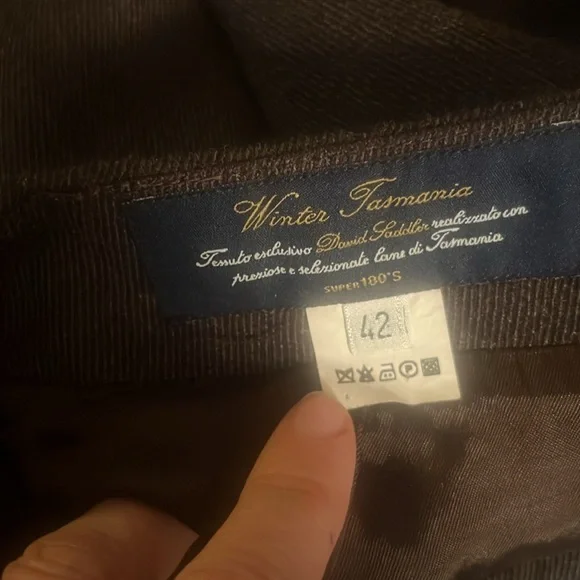 Winter Tasmania
Tessuto esclusivo David Saddler realizzato con
preziose e selezionate lane di Tasmania
SUPER 180'S
42
P